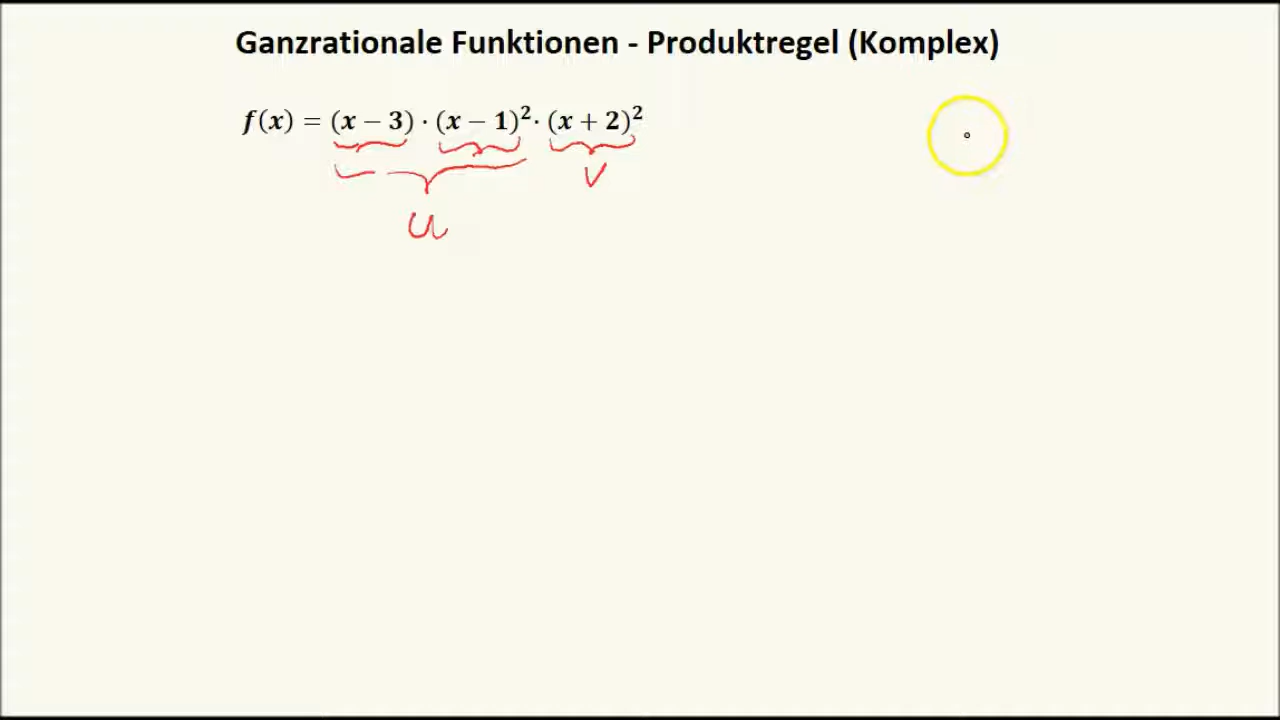 Ganzrationale Funktionen - Produktregel (Komplex)
f(x) = (x − 3) · (x − 1)²· (x + 2)²
v
u